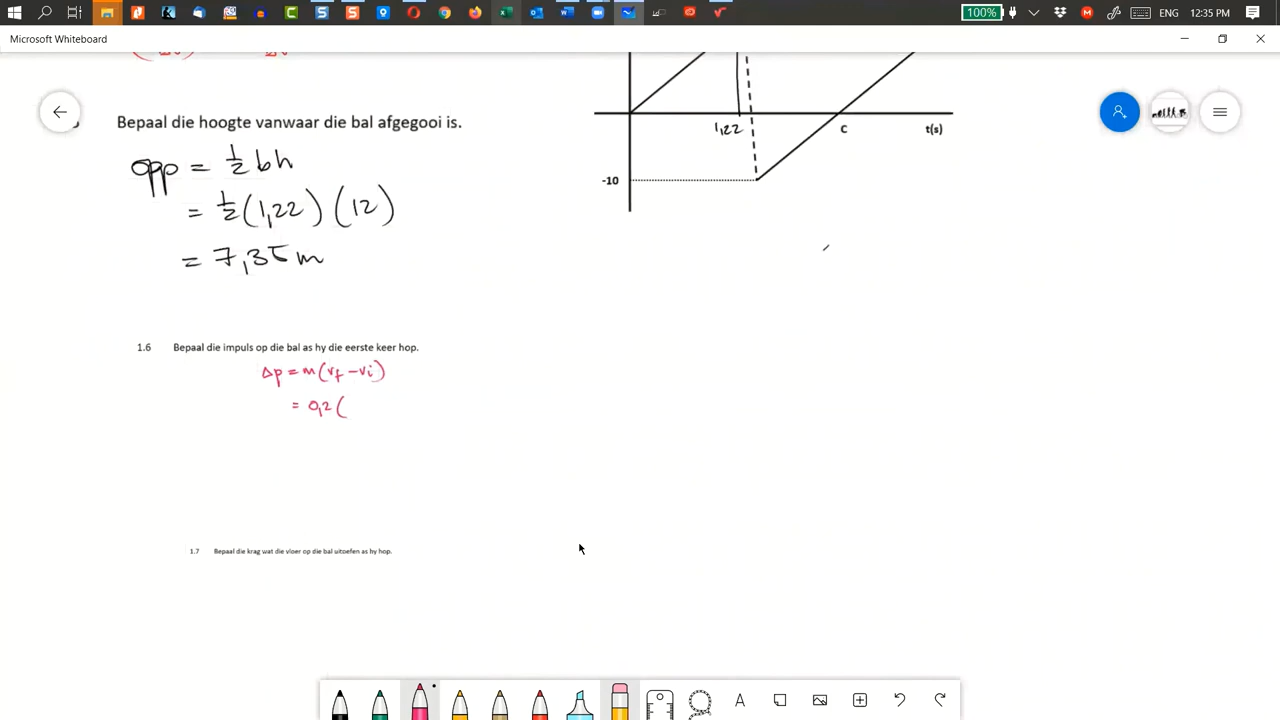 100%
ENG
12:35 PM
Microsoft Whiteboard
Bepaal die hoogte vanwaar die bal afgegooi is.
opp = ½ bh
= ½ (1,22) (12)
= 7,35 m
1,22
C
t(s)
-10
1.6 Bepaal die impuls op die bal as hy die eerste keer hop.
Δp = m(vf - vi)
= 0,2 (
1.7 Bepaal die krag wat die vloer op die bal uitoefen as hy hop.
A